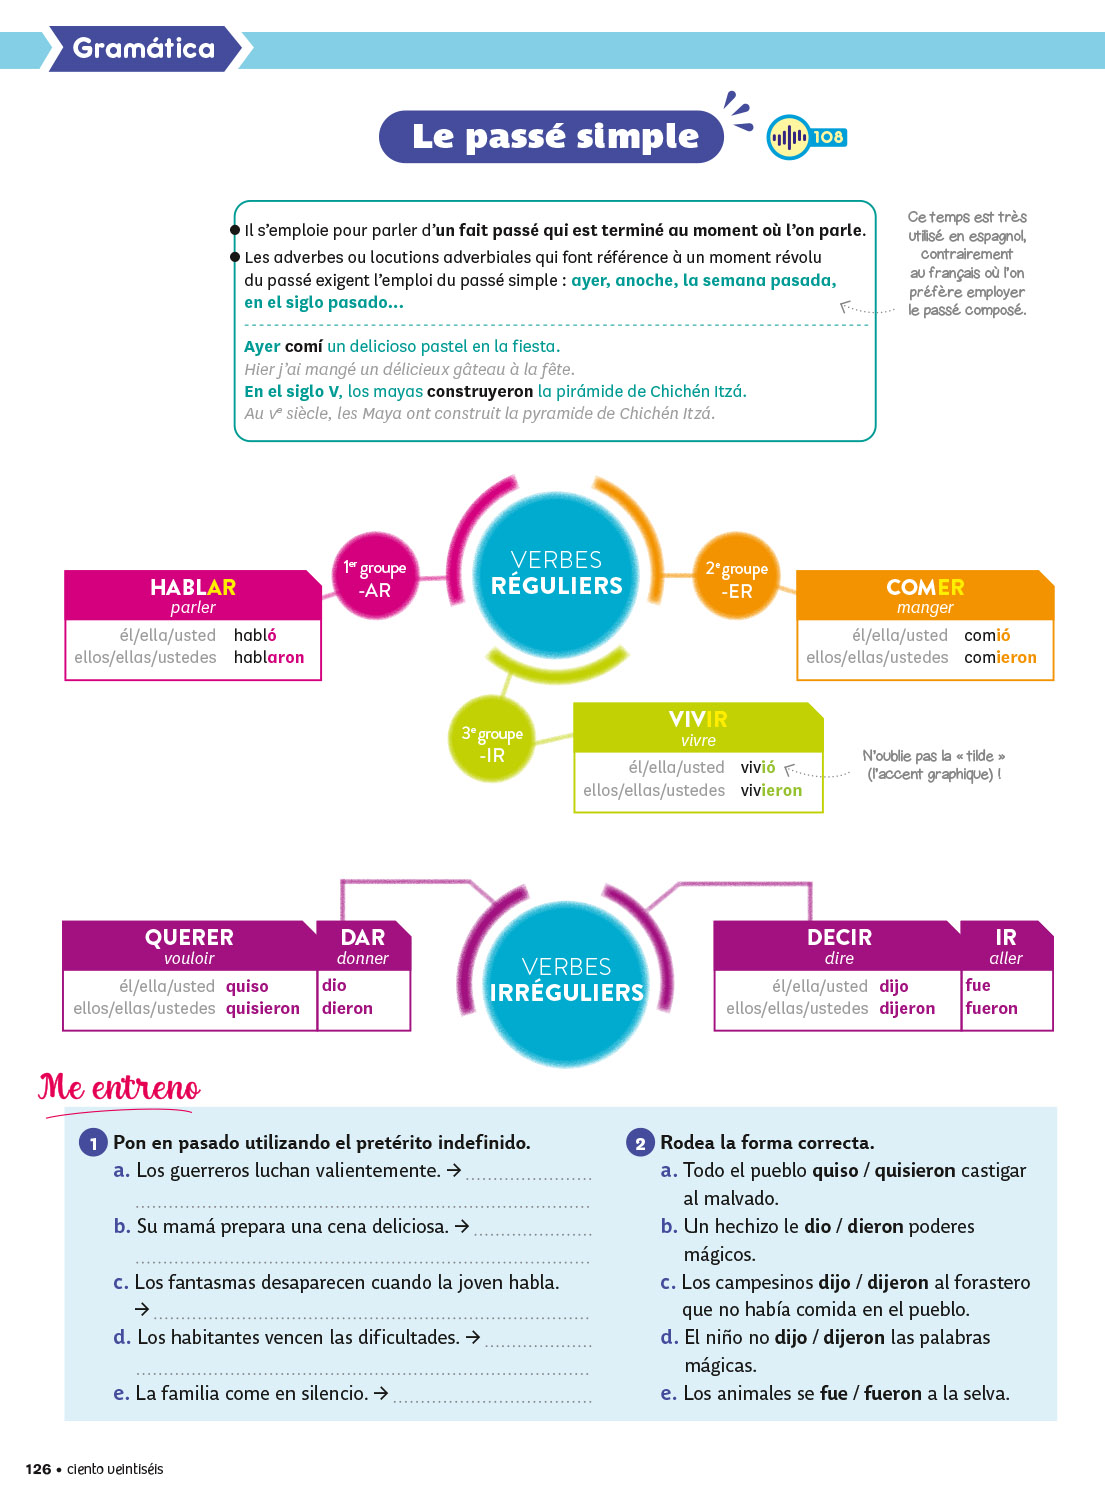 Gramática
Le passé simple
108
● Il s'emploie pour parler d'un fait passé qui est terminé au moment où l'on parle.
● Les adverbes ou locutions adverbiales qui font référence à un moment révolu
du passé exigent l'emploi du passé simple : ayer, anoche, la semana pasada,
en el siglo pasado...
Ayer comí un delicioso pastel en la fiesta.
Hier j'ai mangé un délicieux gâteau à la fête.
En el siglo V, los mayas construyeron la pirámide de Chichén Itzá.
Au Ve siècle, les Maya ont construit la pyramide de Chichén Itzá.
Ce temps est très
utilisé en espagnol,
contrairement
au français où l'on
préfère employer
le passé composé.
VERBES
RÉGULIERS
1er groupe
-AR
HABLAR
parler
él/ella/usted habló
ellos/ellas/ustedes hablaron
2e groupe
-ER
COMER
manger
él/ella/usted comió
ellos/ellas/ustedes comieron
3e groupe
-IR
VIVIR
vivre
él/ella/usted vivió
ellos/ellas/ustedes vivieron
N'oublie pas la « tilde »
(l'accent graphique) !
VERBES
IRRÉGULIERS
QUERER
vouloir
él/ella/usted quiso
ellos/ellas/ustedes quisieron
DAR
donner
dio
dieron
DECIR
dire
él/ella/usted dijo
ellos/ellas/ustedes dijeron
IR
aller
fue
fueron
Me entreno
1 Pon en pasado utilizando el pretérito indefinido.
a. Los guerreros luchan valientemente. →
b. Su mamá prepara una cena deliciosa. →
c. Los fantasmas desaparecen cuando la joven habla.
→
d. Los habitantes vencen las dificultades. →
e. La familia come en silencio. →
2 Rodea la forma correcta.
a. Todo el pueblo quiso / quisieron castigar
al malvado.
b. Un hechizo le dio / dieron poderes
mágicos.
c. Los campesinos dijo / dijeron al forastero
que no había comida en el pueblo.
d. El niño no dijo / dijeron las palabras
mágicas.
e. Los animales se fue / fueron a la selva.
126 • ciento veintiséis